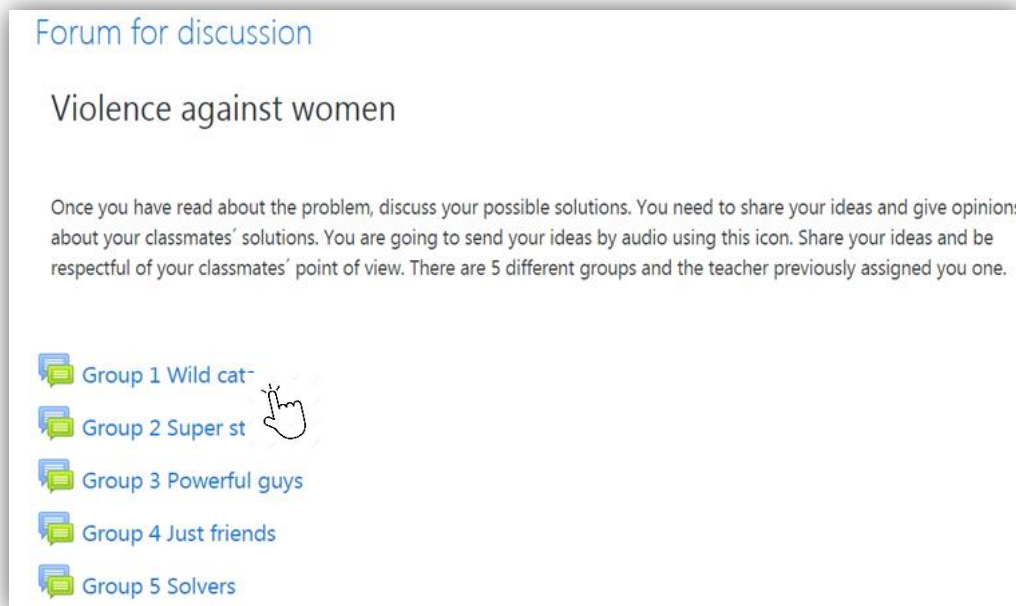 Forum for discussion
Violence against women
Once you have read about the problem, discuss your possible solutions. You need to share your ideas and give opinions
about your classmates´ solutions. You are going to send your ideas by audio using this icon. Share your ideas and be
respectful of your classmates´ point of view. There are 5 different groups and the teacher previously assigned you one.
Group 1 Wild
Group 2 Super
Group 3 Powerful guys
Group 4 Just friends
Group 5 Solvers